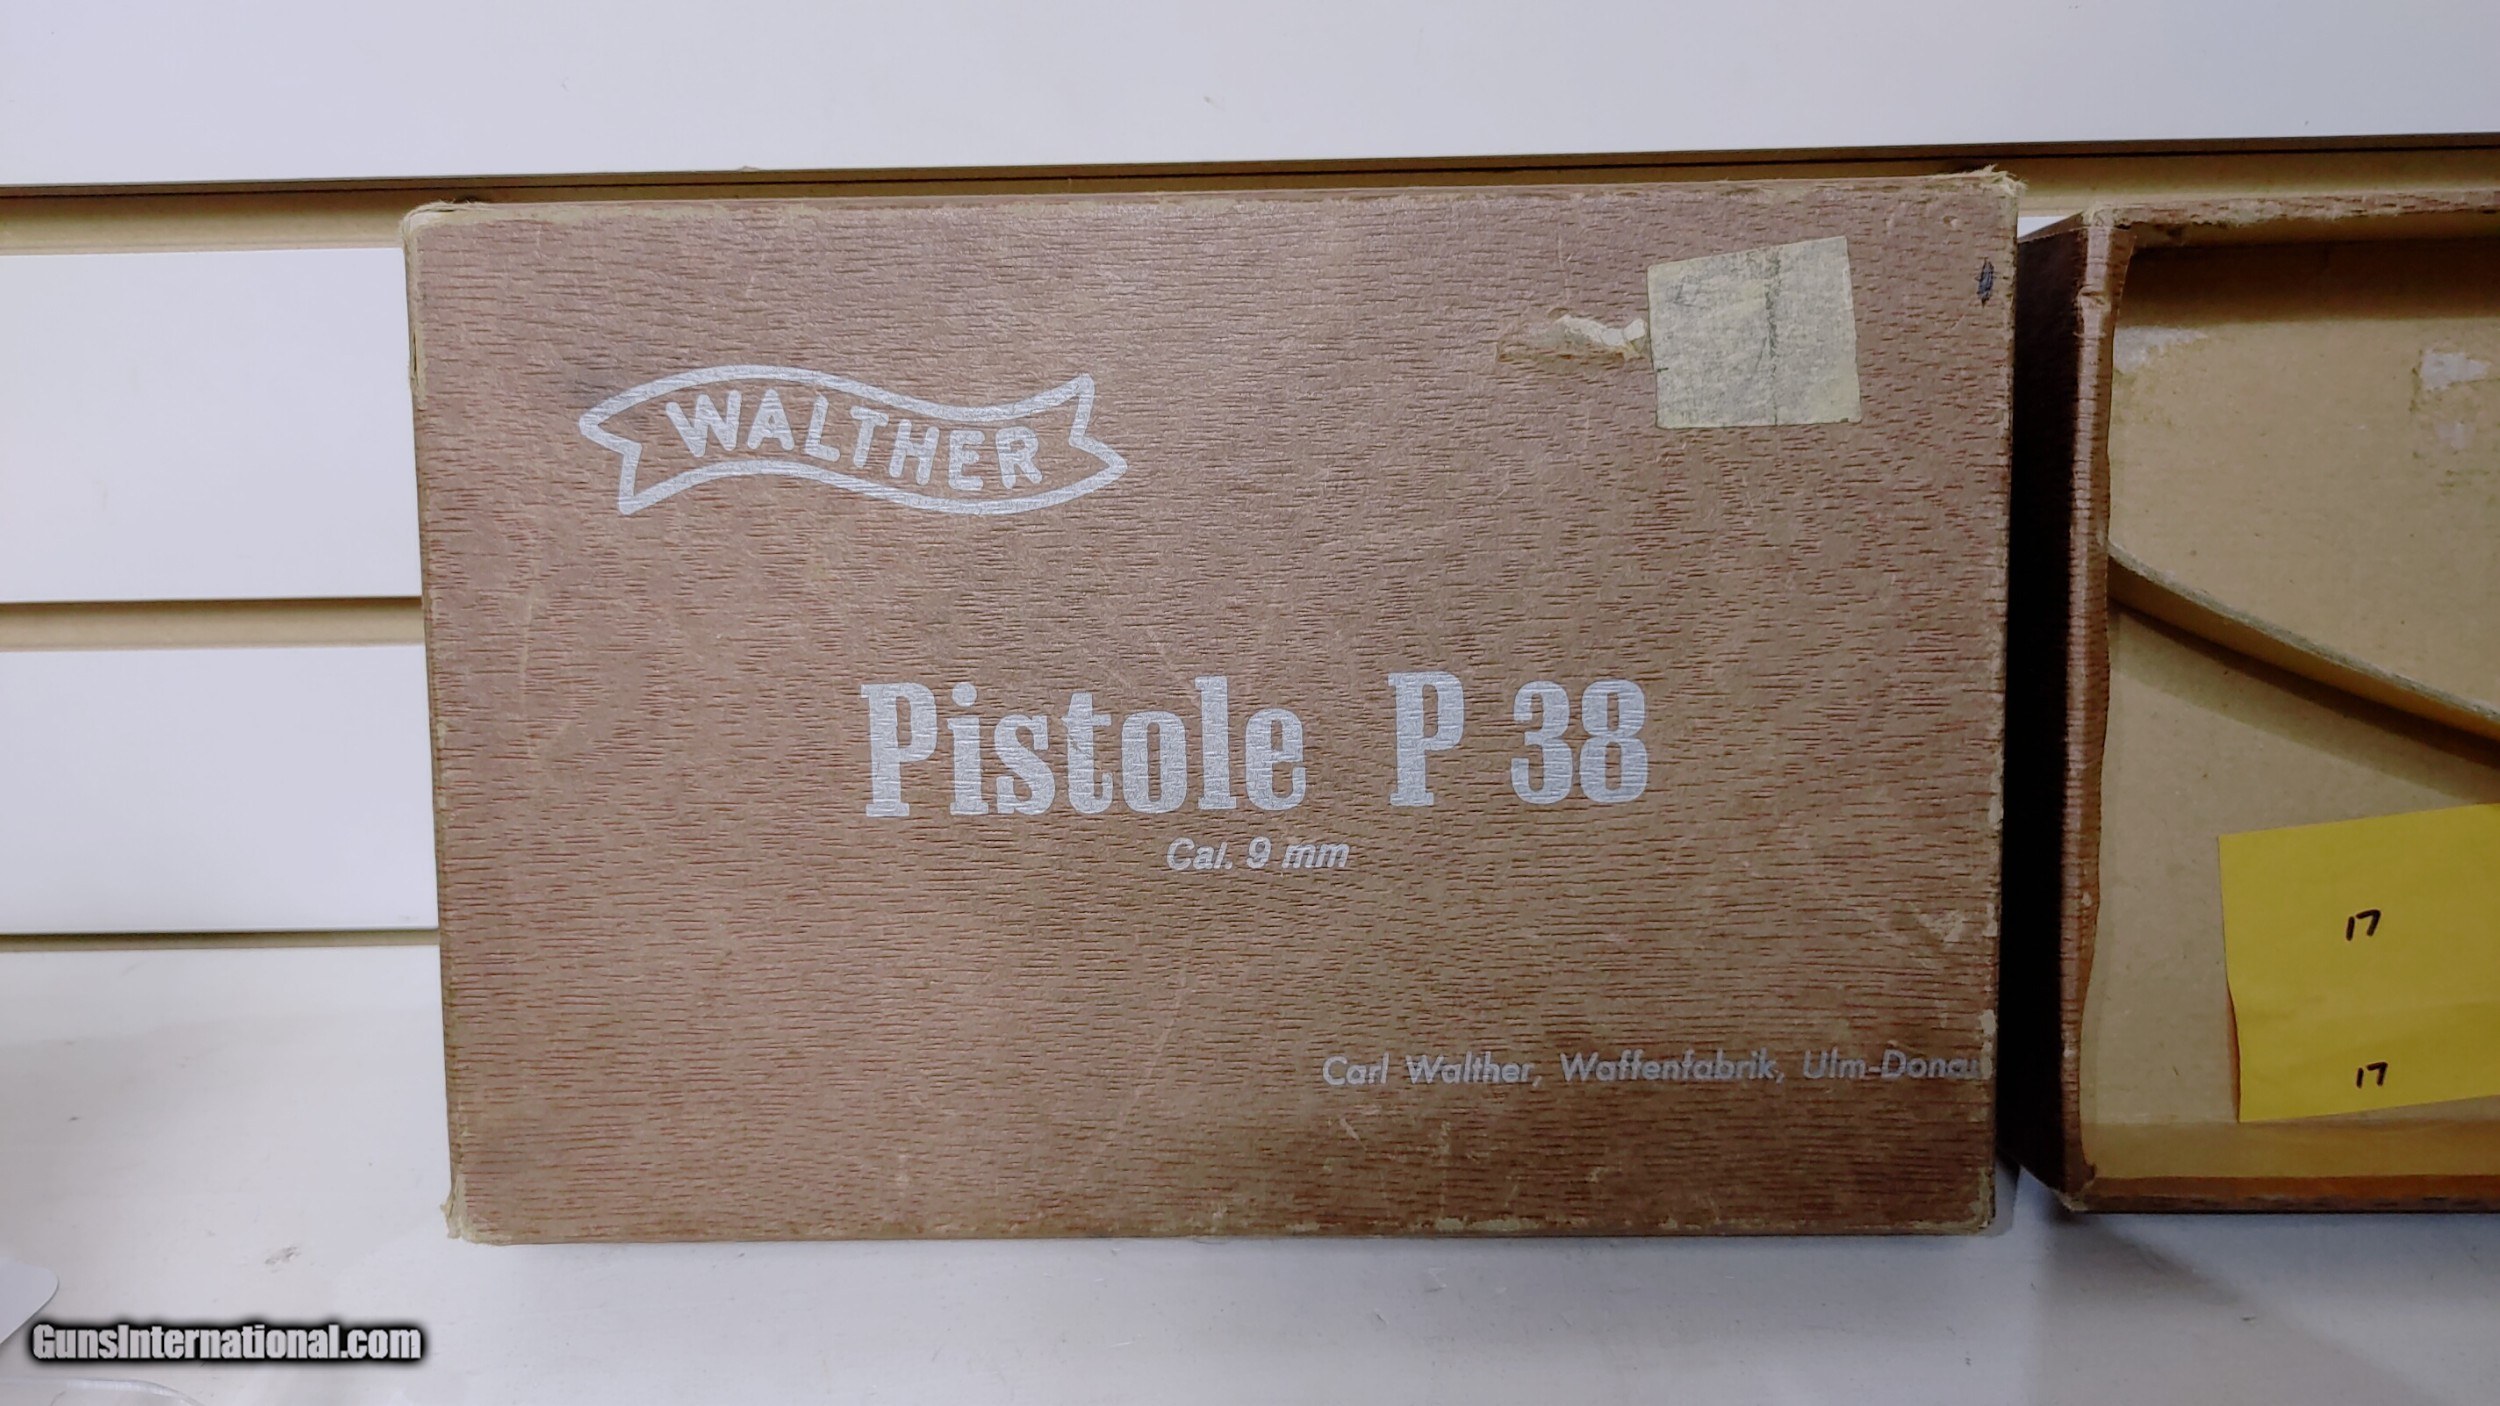 WALTHER
Pistole P 38
Cal. 9 mm
Carl Walther, Waffenfabrik, Ulm-Donau
17
17
GunsInternational.com